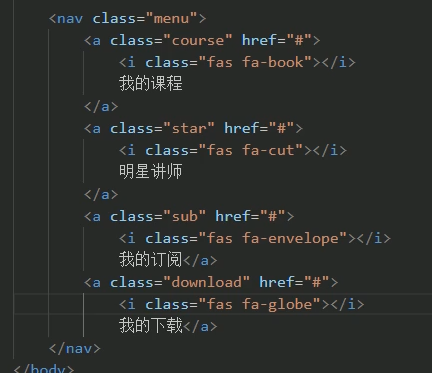 <nav class="menu">
<a class="course" href="#">
<i class="fas fa-book"></i>
我的课程
</a>
<a class="star" href="#">
<i class="fas fa-cut"></i>
明星讲师
</a>
<a class="sub" href="#">
<i class="fas fa-envelope"></i>
我的订阅</a>
<a class="download" href="#">
<i class="fas fa-globe"></i>
我的下载</a>
</nav>
</body>